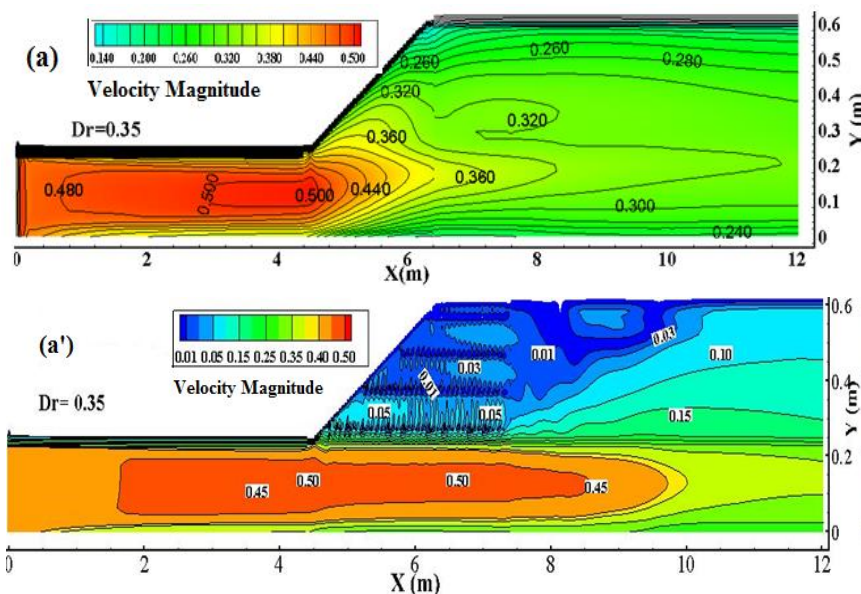 (a)
0.140 0.200 0.260 0.320 0.380 0.440 0.500
Velocity Magnitude
Dr=0.35
0.260
0.260
0.280
0.320
0.320
0.360
0.480
0.500
0.500
0.440
0.360
0.300
0.240
0.6
0.5
0.4
0.3
0.2
0.1
0
Y (m)
0 2 4 6 8 10 12
X(m)
(a')
0.01 0.05 0.15 0.25 0.35 0.40 0.50
Velocity Magnitude
Dr= 0.35
0.01
0.03
0.03
0.10
0.01
0.05
0.05
0.15
0.45
0.50
0.50
0.45
0.6
0.4
0.2
0
Y (m)
0 2 4 6 8 10 12
X (m)